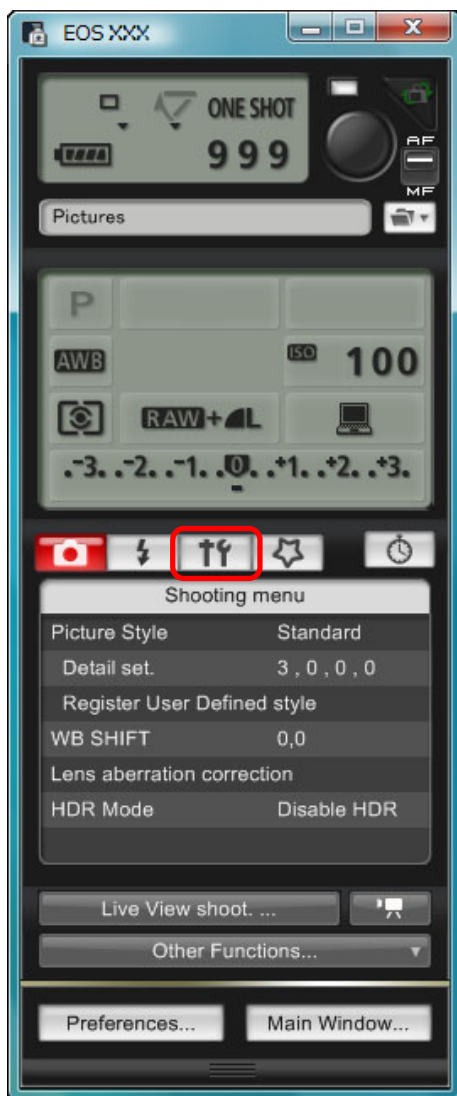 EOS XXX
ONE SHOT
999
AF
MF
Pictures
P
AWB
ISO 100
RAW+L
.-3. .-2. .-1. .0. .+1. .+2. .+3.
Shooting menu
Picture Style Standard
Detail set. 3 , 0 , 0 , 0
Register User Defined style
WB SHIFT 0,0
Lens aberration correction
HDR Mode Disable HDR
Live View shoot. ...
Other Functions...
Preferences... Main Window...